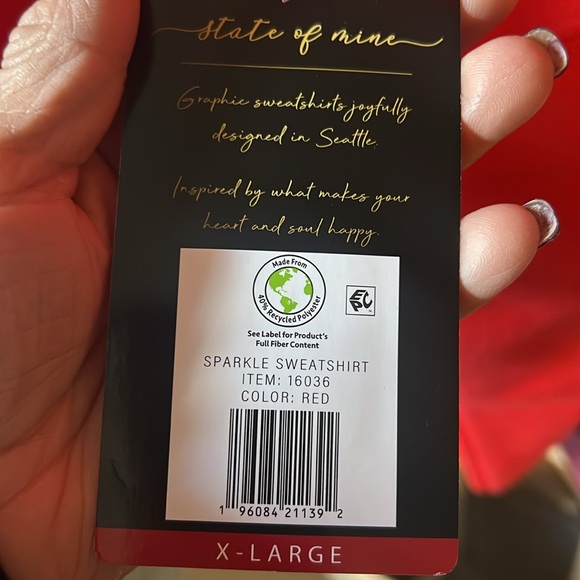 state of mine
Graphic sweatshirts joyfully
designed in Seattle.
Inspired by what makes your
heart and soul happy.
Made From
40% Recycled Polyester
EPC
See Label for Product's
Full Fiber Content
SPARKLE SWEATSHIRT
ITEM: 16036
COLOR: RED
1 96084 21139 2
X-LARGE